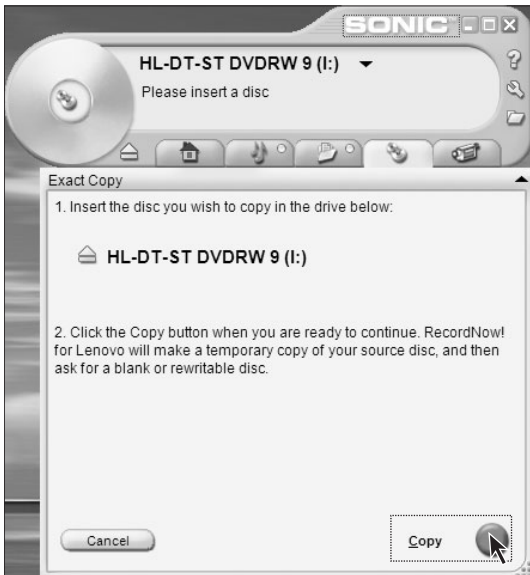 SONIC
HL-DT-ST DVDRW 9 (I:)
Please insert a disc
Exact Copy
1. Insert the disc you wish to copy in the drive below:
HL-DT-ST DVDRW 9 (I:)
2. Click the Copy button when you are ready to continue. RecordNow!
for Lenovo will make a temporary copy of your source disc, and then
ask for a blank or rewritable disc.
Cancel
Copy